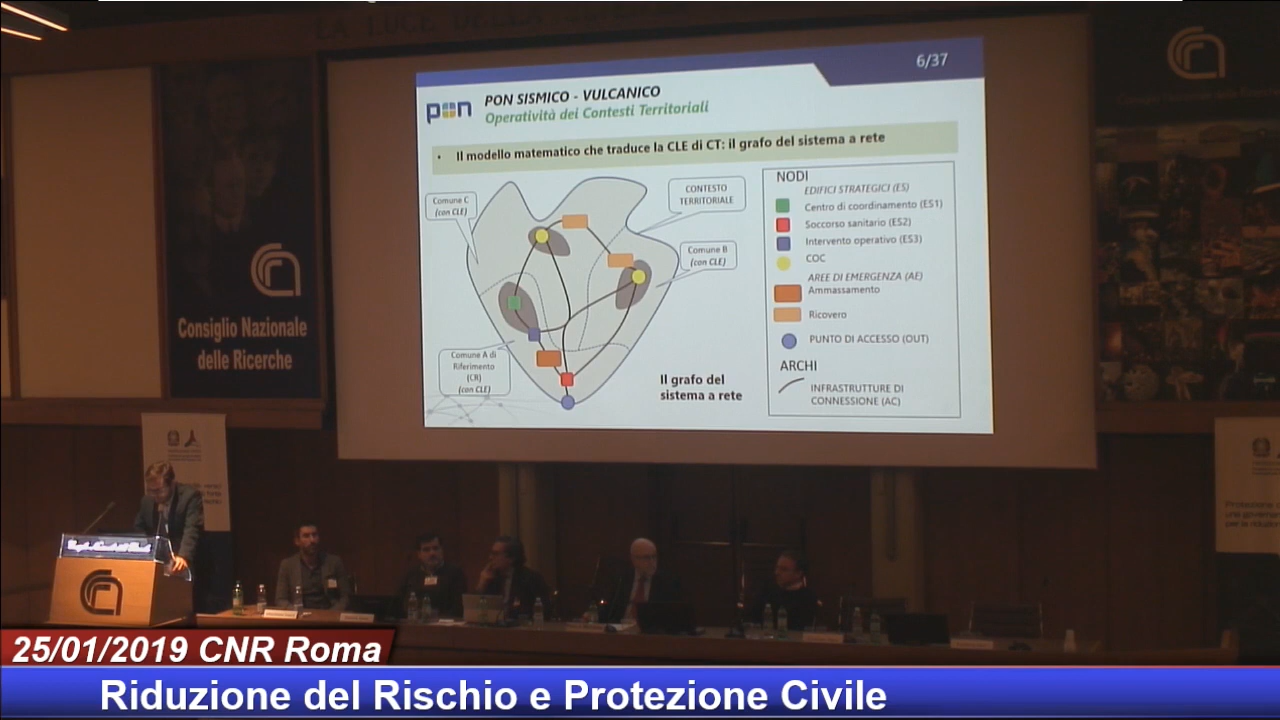 LA LUCE DELLA
6/37
PON
PON SISMICO - VULCANICO
Operatività dei Contesti Territoriali
• Il modello matematico che traduce la CLE di CT: il grafo del sistema a rete
Comune C
(con CLE)
CONTESTO
TERRITORIALE
Comune B
(con CLE)
Comune A di
Riferimento
(CR)
(con CLE)
Il grafo del
sistema a rete
NODI
EDIFICI STRATEGICI (ES)
Centro di coordinamento (ES1)
Soccorso sanitario (ES2)
Intervento operativo (ES3)
COC
AREE DI EMERGENZA (AE)
Ammassamento
Ricovero
PUNTO DI ACCESSO (OUT)
ARCHI
INFRASTRUTTURE DI
CONNESSIONE (AC)
Consiglio Nazionale
delle Ricerche
25/01/2019 CNR Roma
Riduzione del Rischio e Protezione Civile